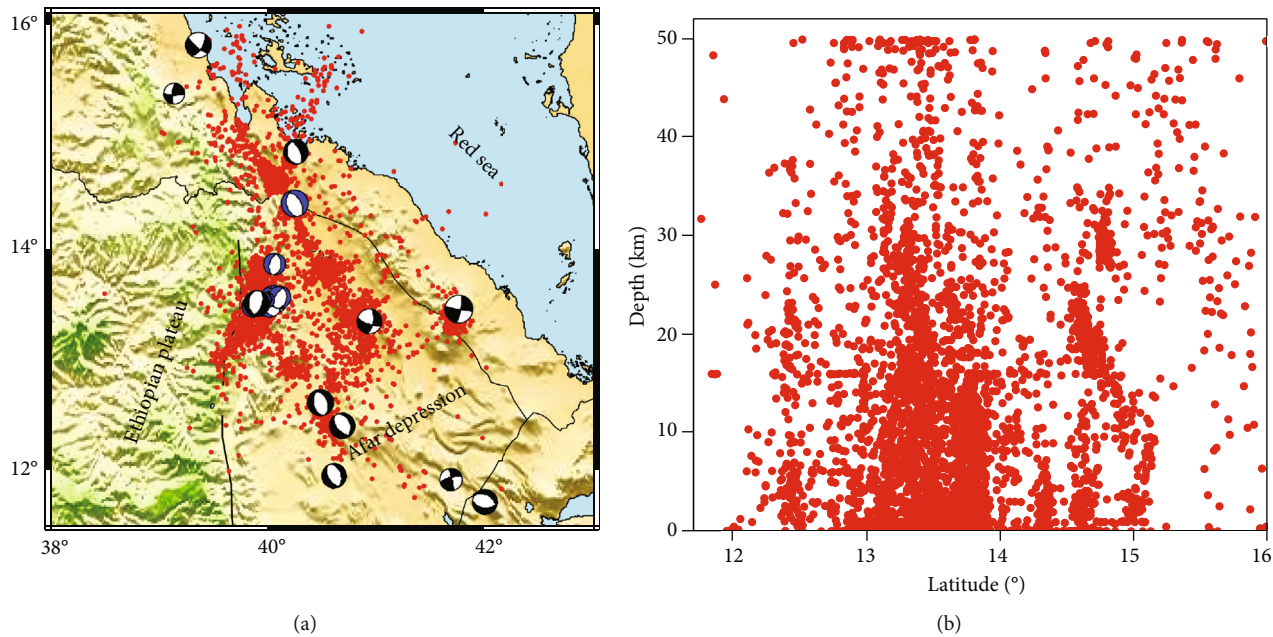 16°
14°
12°
38°
40°
42°
Red sea
Ethiopian plateau
Afar depression
(a)
50
40
30
20
10
0
Depth (km)
12
13
14
15
16
Latitude (°)
(b)